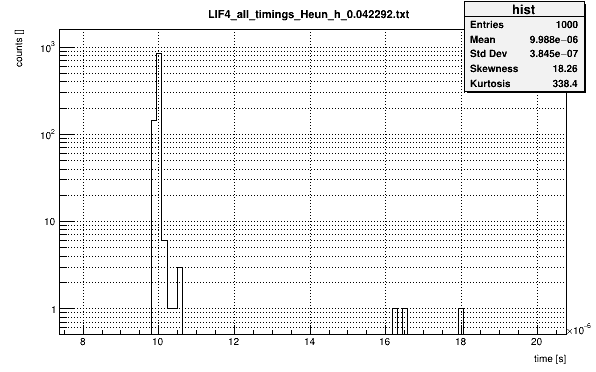 LIF4_all_timings_Heun_h_0.042292.txt
hist
Entries 1000
Mean 9.988e−06
Std Dev 3.845e−07
Skewness 18.26
Kurtosis 338.4
counts []
10³
10²
10
1
8 10 12 14 16 18 20
×10⁻⁶
time [s]